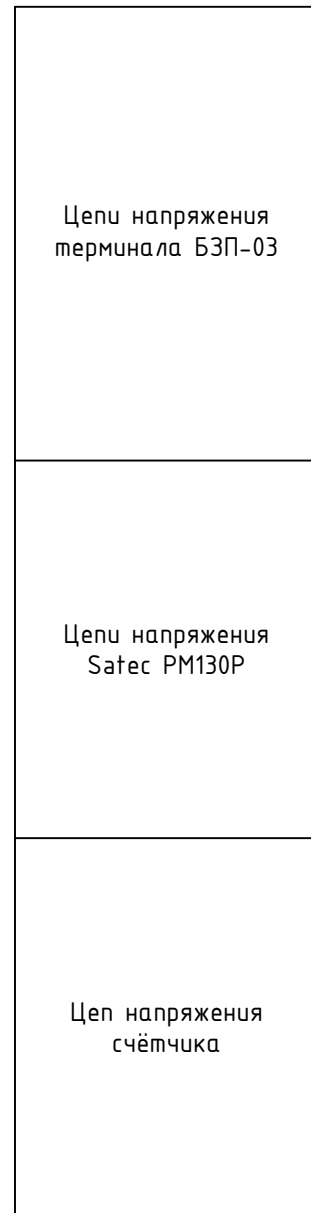 Цепи напряжения
терминала БЗП-03
Цепи напряжения
Satec PM130P
Цеп напряжения
счётчика